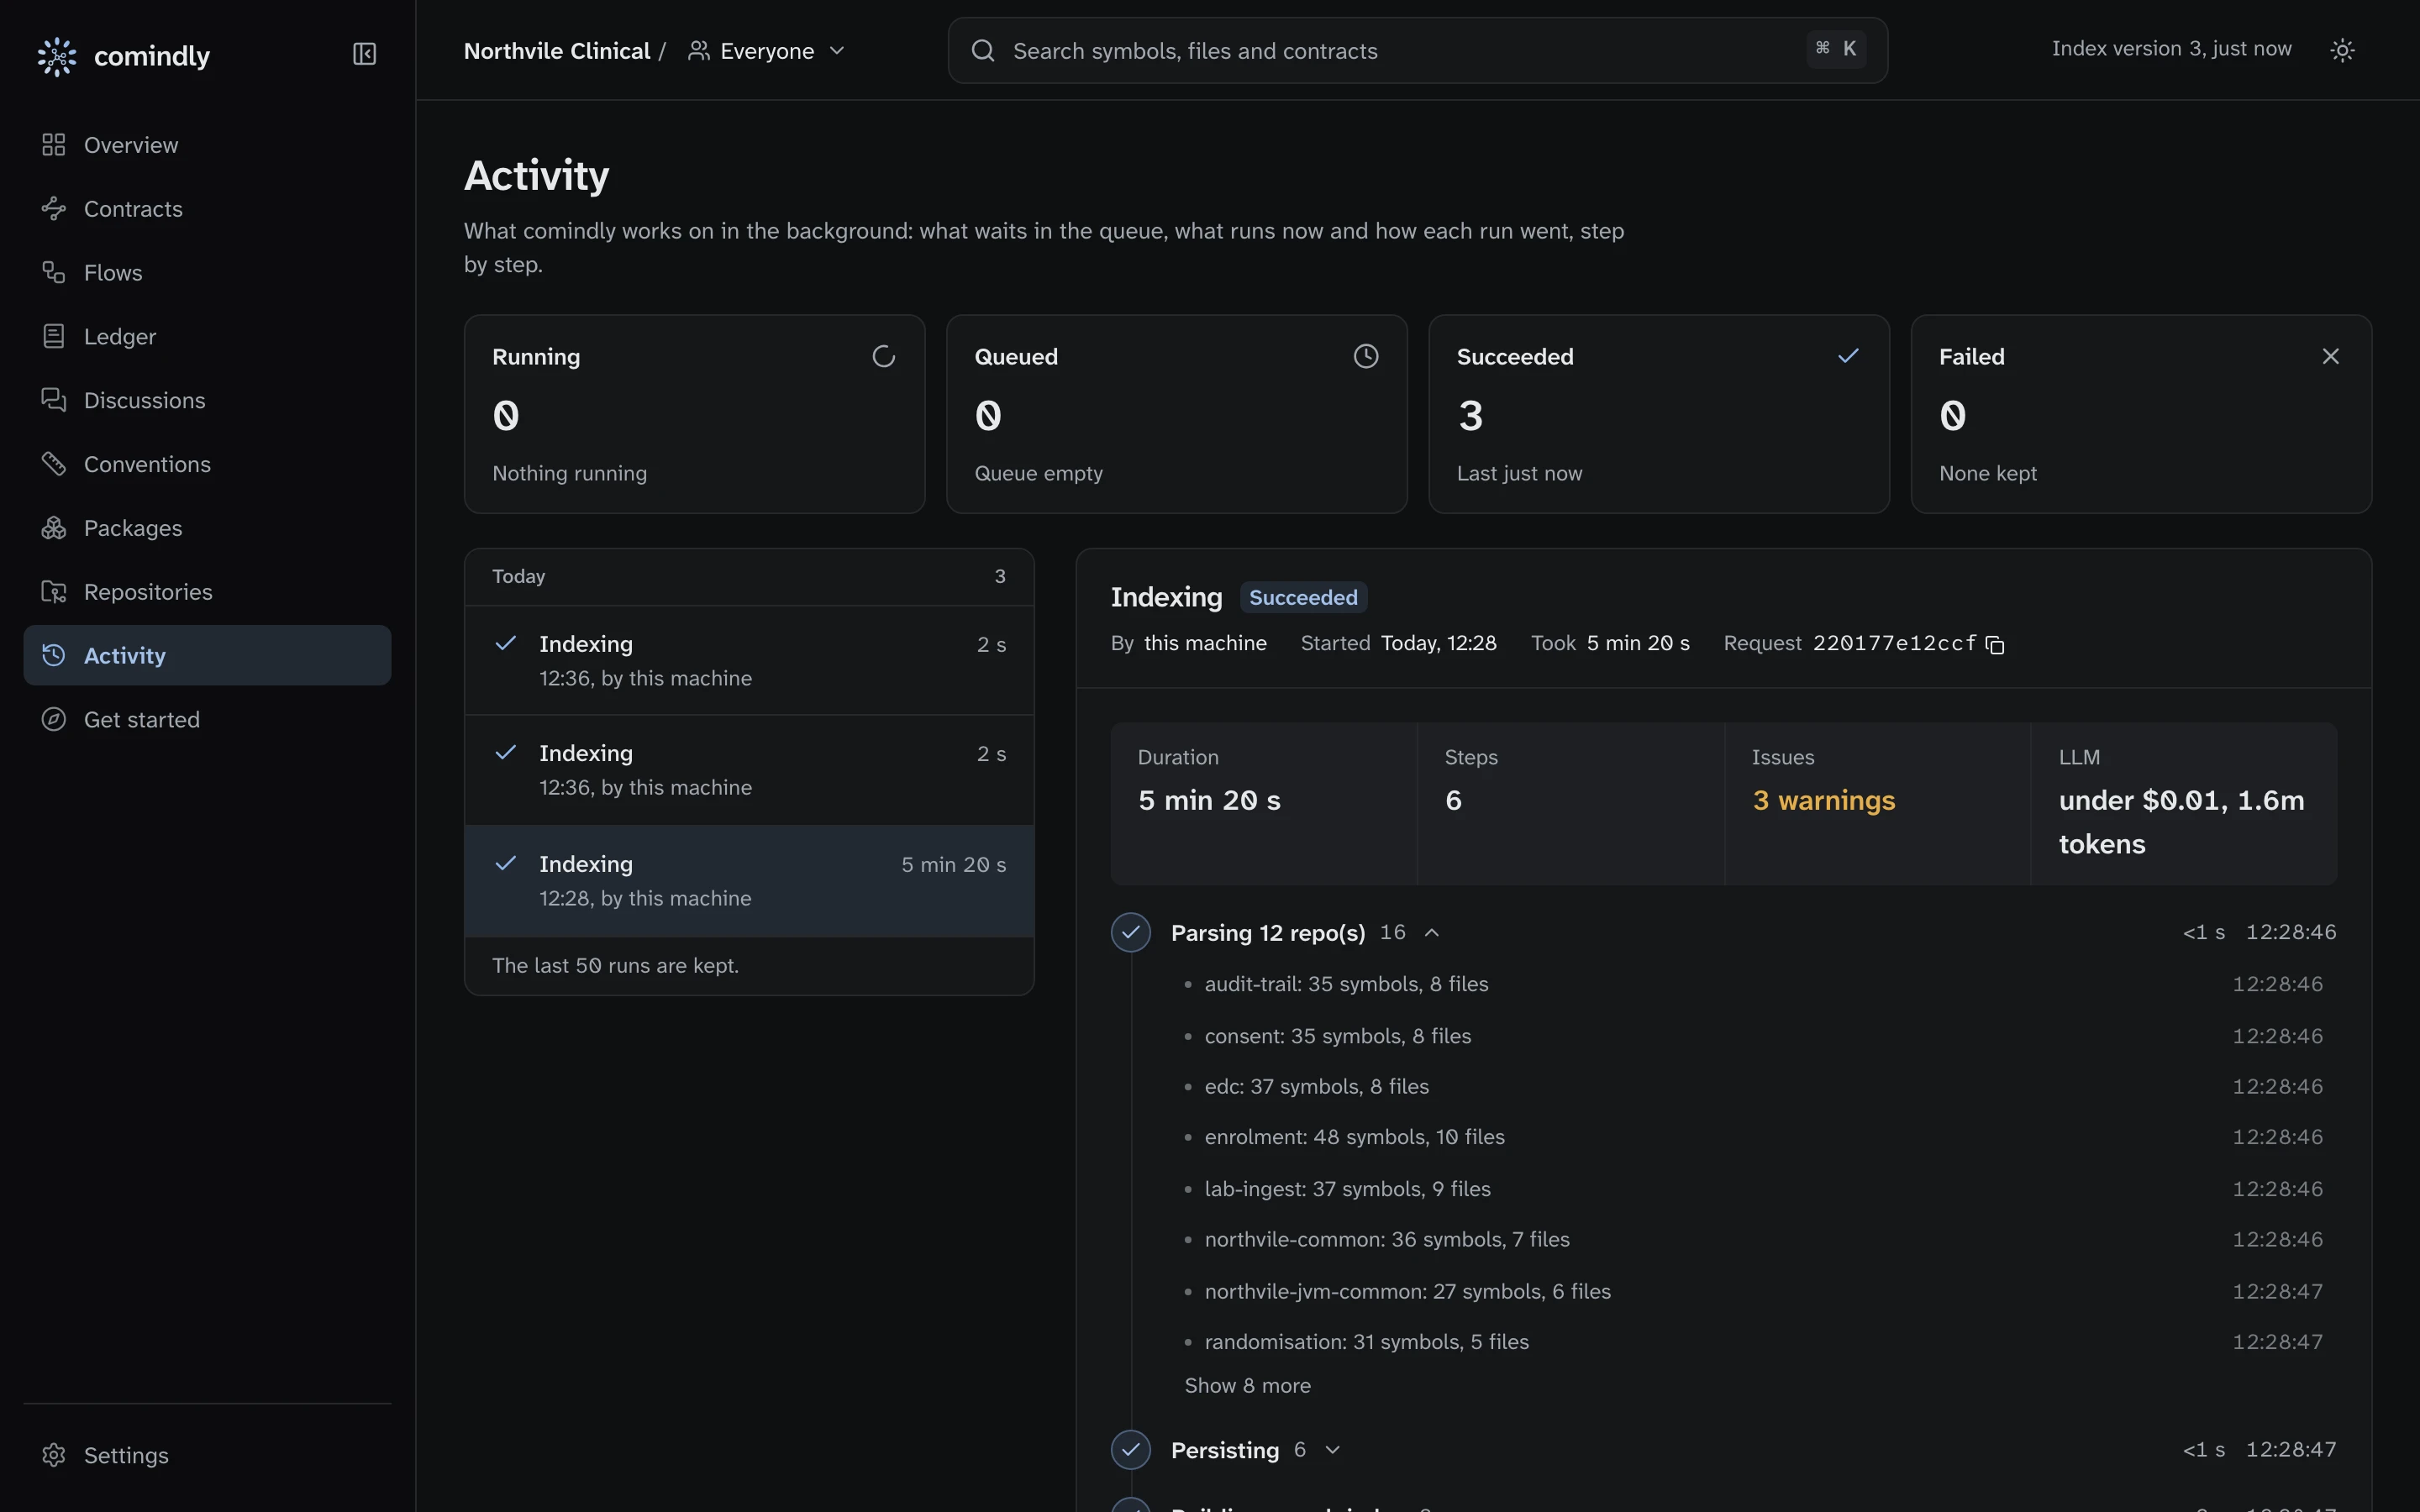 comindly
Northvile Clinical / Everyone
Search symbols, files and contracts
⌘ K
Index version 3, just now
Overview
Contracts
Flows
Ledger
Discussions
Conventions
Packages
Repositories
Activity
Get started
Settings
Activity
What comindly works on in the background: what waits in the queue, what runs now and how each run went, step
by step.
Running
0
Nothing running
Queued
0
Queue empty
Succeeded
3
Last just now
Failed
0
None kept
Today 3
Indexing 2 s
12:36, by this machine
Indexing 2 s
12:36, by this machine
Indexing 5 min 20 s
12:28, by this machine
The last 50 runs are kept.
Indexing Succeeded
By this machine Started Today, 12:28 Took 5 min 20 s Request 220177e12ccf
Duration
5 min 20 s
Steps
6
Issues
3 warnings
LLM
under $0.01, 1.6m
tokens
Parsing 12 repo(s) 16 <1 s 12:28:46
audit-trail: 35 symbols, 8 files 12:28:46
consent: 35 symbols, 8 files 12:28:46
edc: 37 symbols, 8 files 12:28:46
enrolment: 48 symbols, 10 files 12:28:46
lab-ingest: 37 symbols, 9 files 12:28:46
northvile-common: 36 symbols, 7 files 12:28:46
northvile-jvm-common: 27 symbols, 6 files 12:28:47
randomisation: 31 symbols, 5 files 12:28:47
Show 8 more
Persisting 6 <1 s 12:28:47